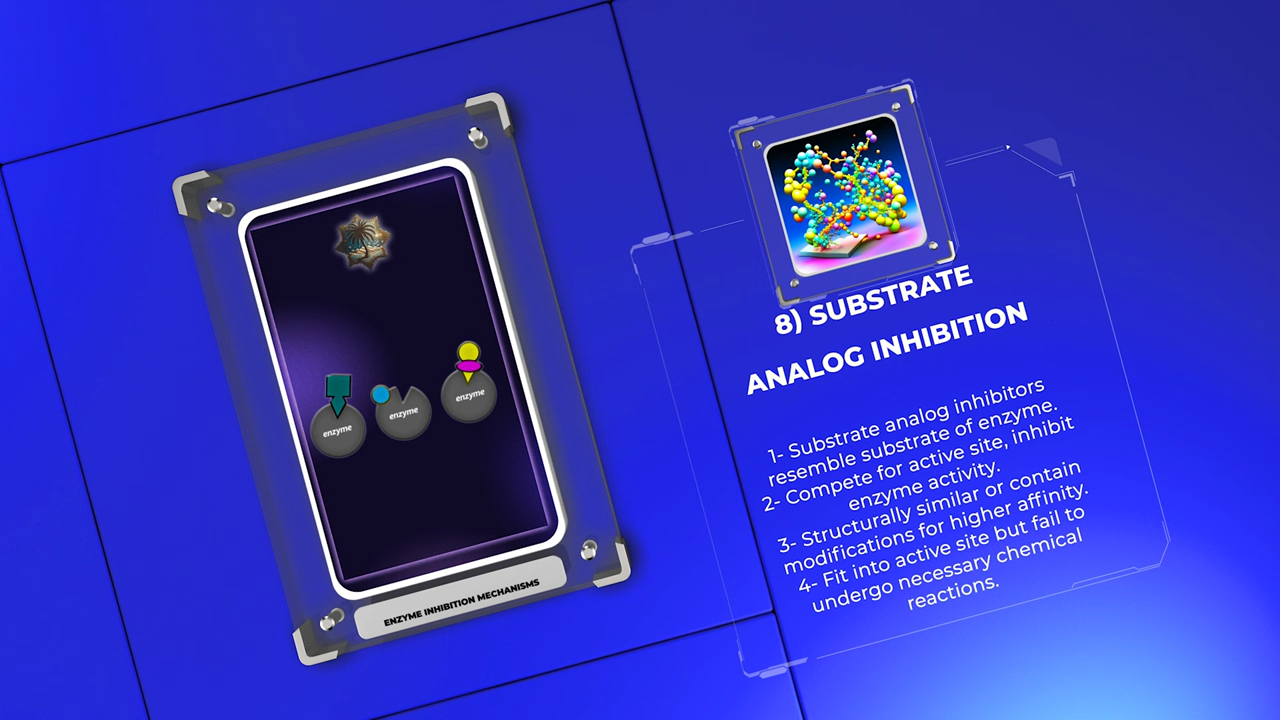 enzyme
enzyme
enzyme
ENZYME INHIBITION MECHANISMS
8) SUBSTRATE
ANALOG INHIBITION
1- Substrate analog inhibitors
resemble substrate of enzyme.
2- Compete for active site, inhibit
enzyme activity.
3- Structurally similar or contain
modifications for higher affinity.
4- Fit into active site but fail to
undergo necessary chemical
reactions.